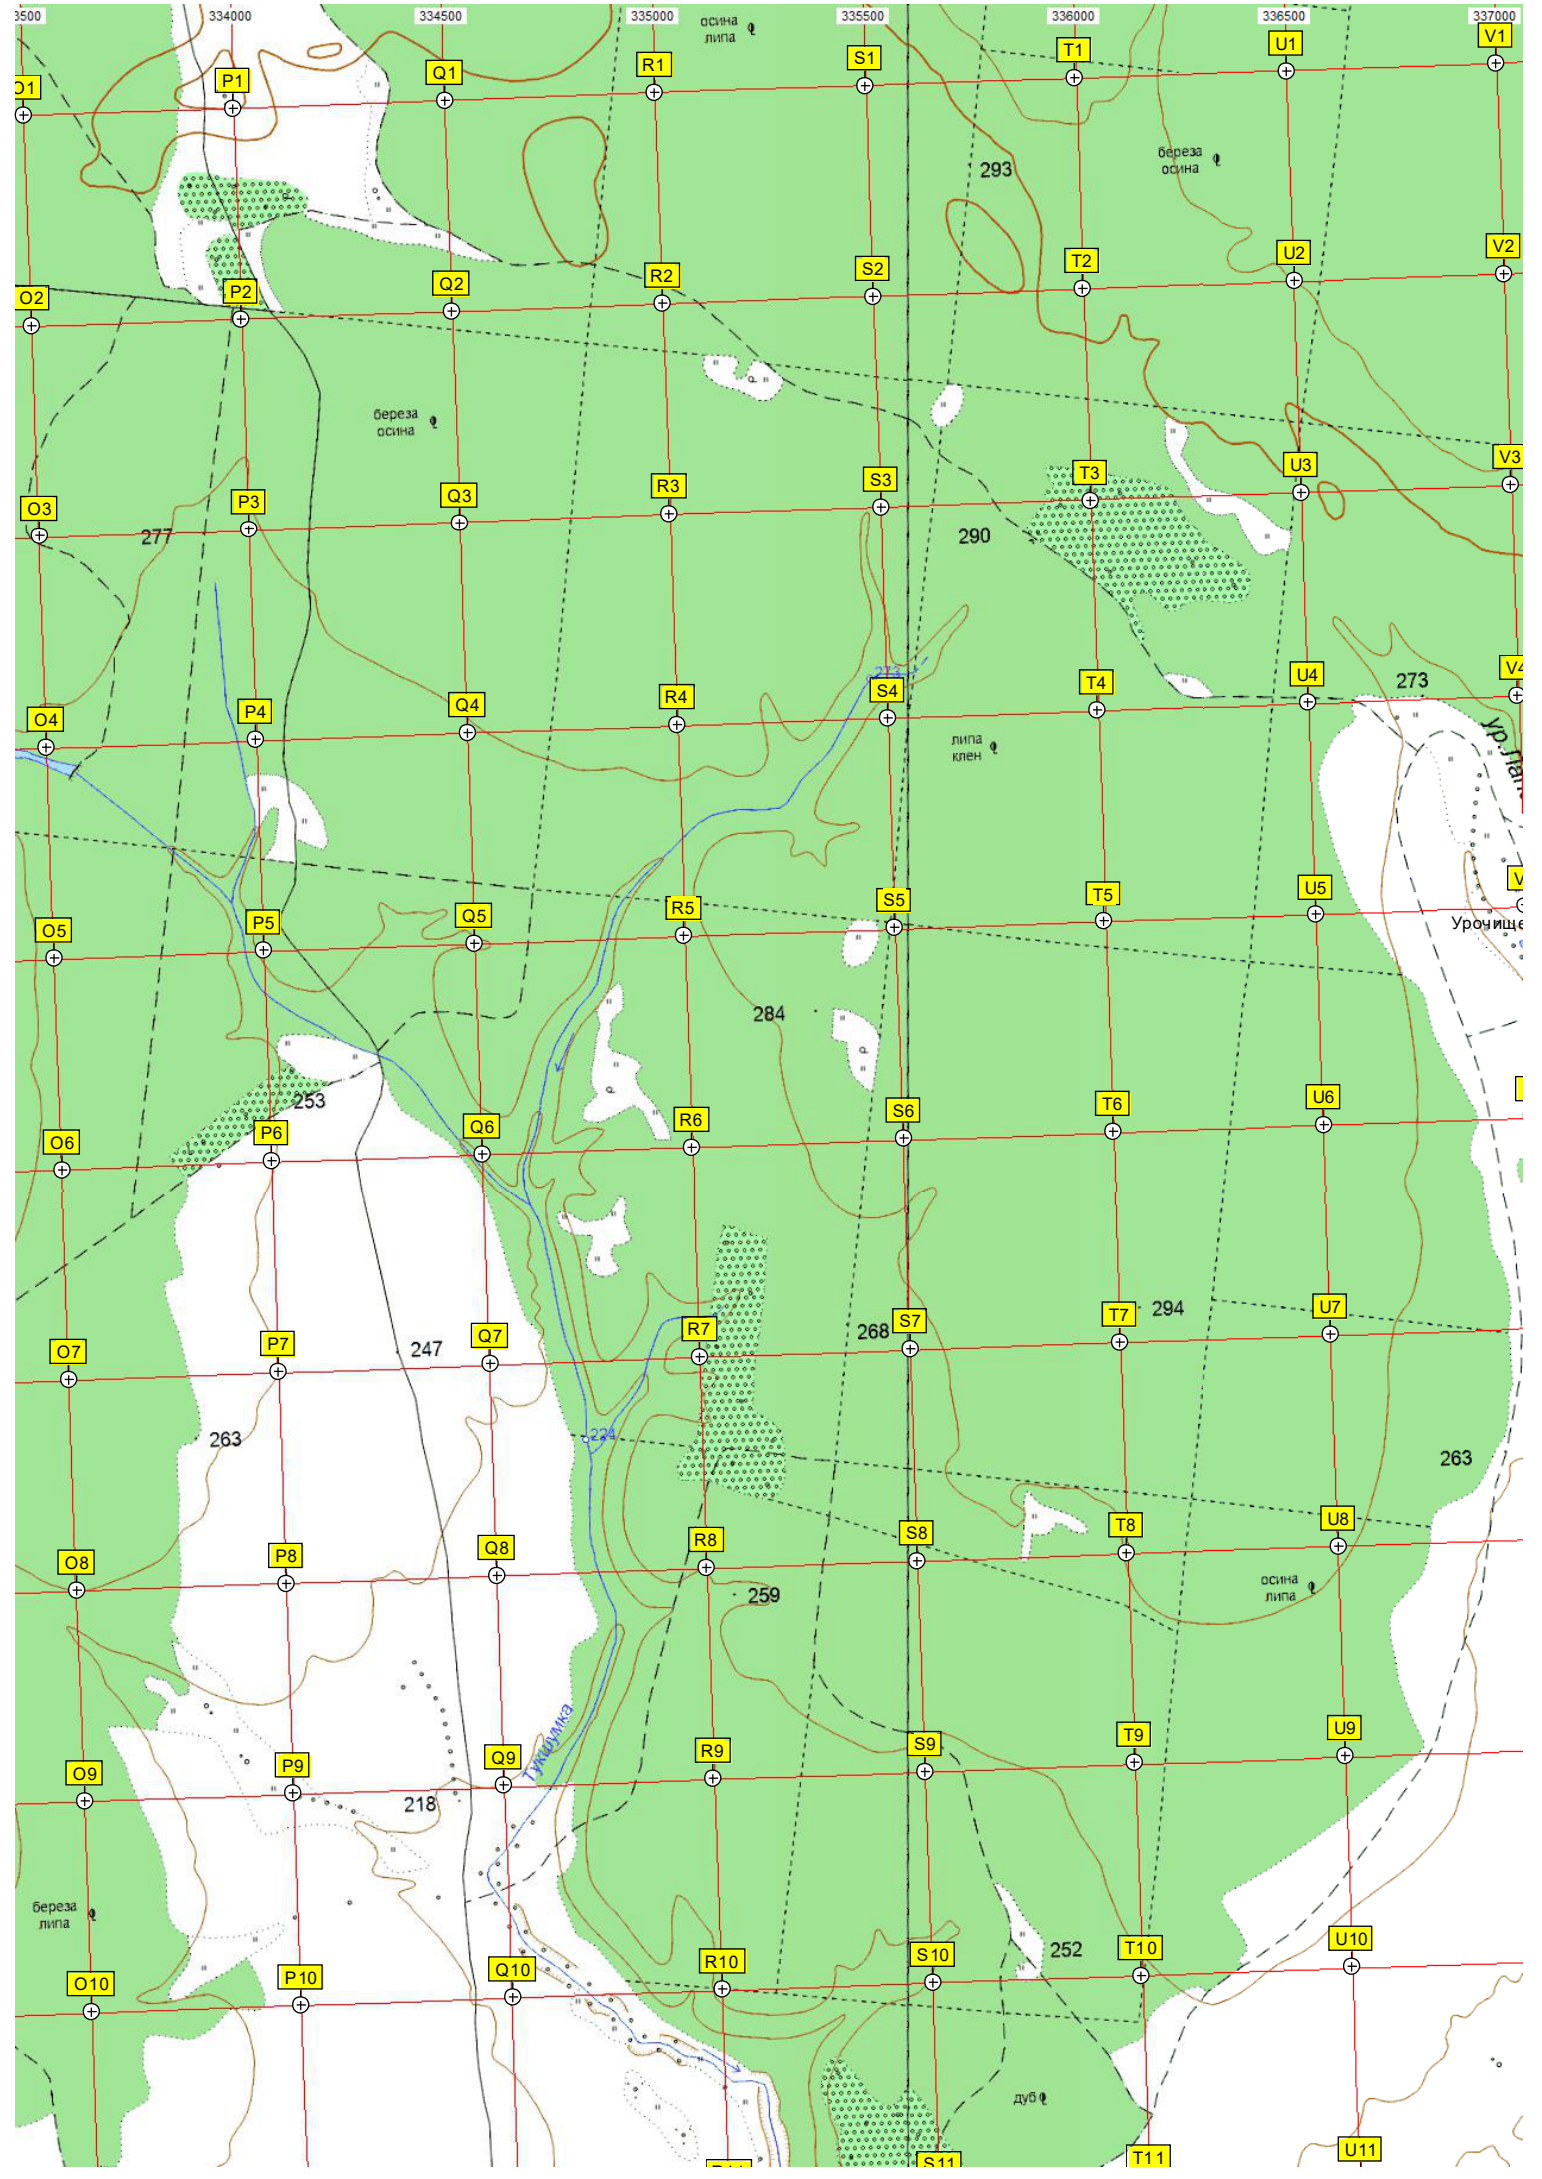 334000 334500 335000 335500 336000 336500 337000
осина
липа
O1 P1 Q1 R1 S1 T1 U1 V1
293
береза
осина
O2 P2 Q2 R2 S2 T2 U2 V2
береза
осина
O3 P3 Q3 R3 S3 T3 U3 V3
277
290
273
O4 P4 Q4 R4 S4 T4 U4 V4
273
липа
клен
ур.
O5 P5 Q5 R5 S5 T5 U5
Урочище
284
253
O6 P6 Q6 R6 S6 T6 U6
O7 P7 Q7 R7 S7 T7 U7
294
268
247
263
224
263
O8 P8 Q8 R8 S8 T8 U8
259
осина
липа
Тукшумка
O9 P9 Q9 R9 S9 T9 U9
218
береза
липа
252
O10 P10 Q10 R10 S10 T10 U10
дуб
S11 T11 U11